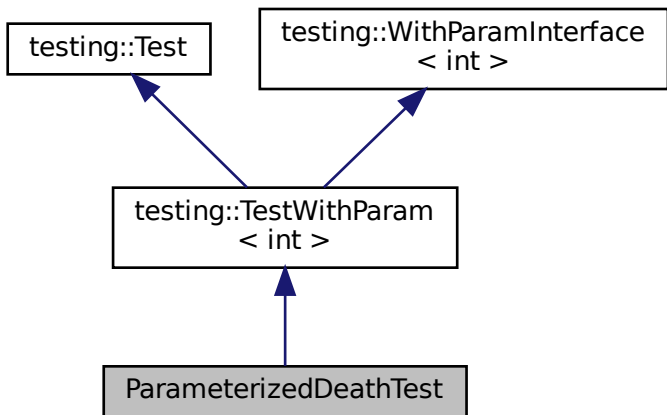 testing::Test
testing::WithParamInterface
< int >
testing::TestWithParam
< int >
ParameterizedDeathTest